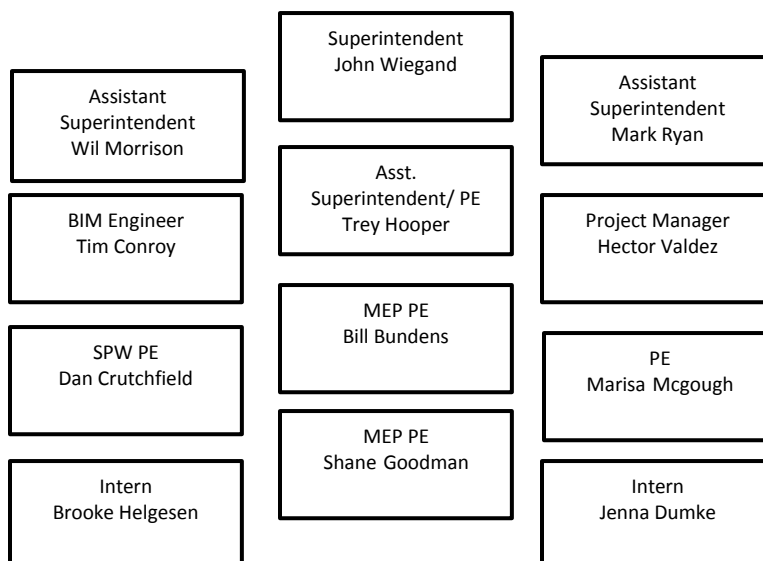 Superintendent
John Wiegand
Assistant
Superintendent
Wil Morrison
Assistant
Superintendent
Mark Ryan
Asst.
Superintendent/ PE
Trey Hooper
BIM Engineer
Tim Conroy
Project Manager
Hector Valdez
MEP PE
Bill Bundens
SPW PE
Dan Crutchfield
PE
Marisa Mcgough
MEP PE
Shane Goodman
Intern
Brooke Helgesen
Intern
Jenna Dumke